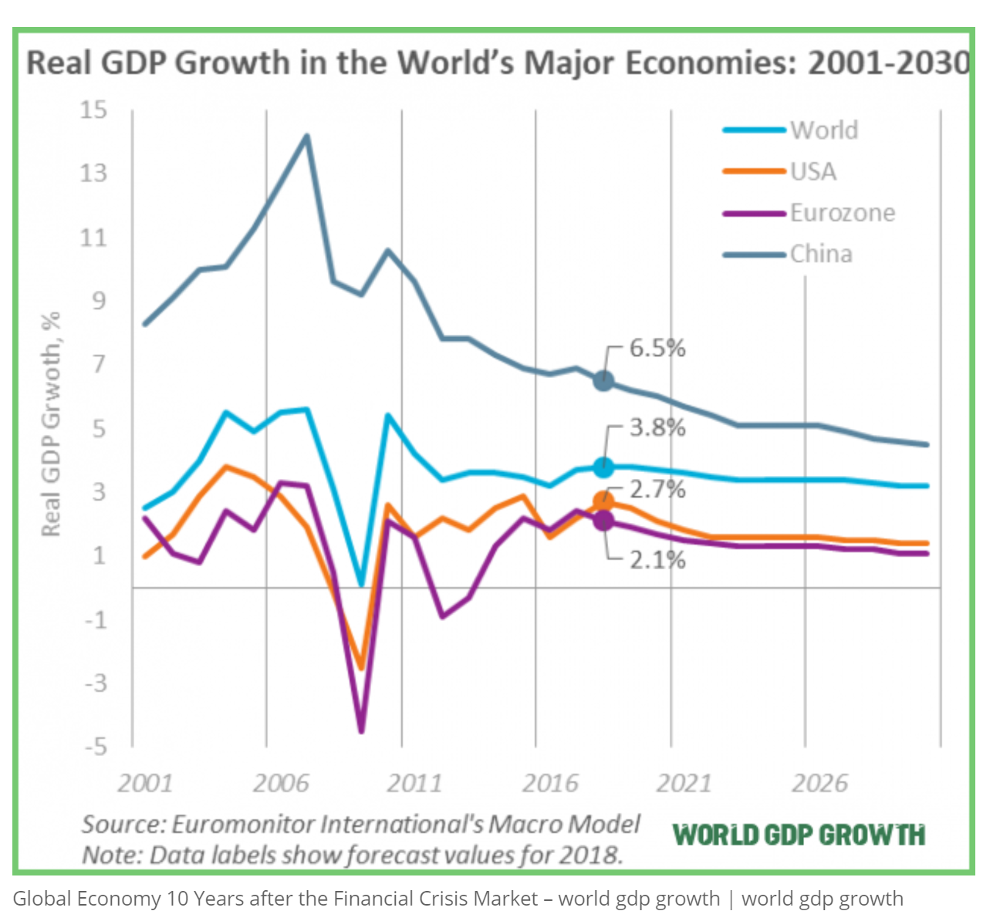 Real GDP Growth in the World's Major Economies: 2001-2030
15
13
11
9
7
5
3
1
-1
-3
-5
Real GDP Grwoth, %
World
USA
Eurozone
China
6.5%
3.8%
2.7%
2.1%
2001 2006 2011 2016 2021 2026
Source: Euromonitor International's Macro Model
Note: Data labels show forecast values for 2018.
WORLD GDP GROWTH
Global Economy 10 Years after the Financial Crisis Market – world gdp growth | world gdp growth